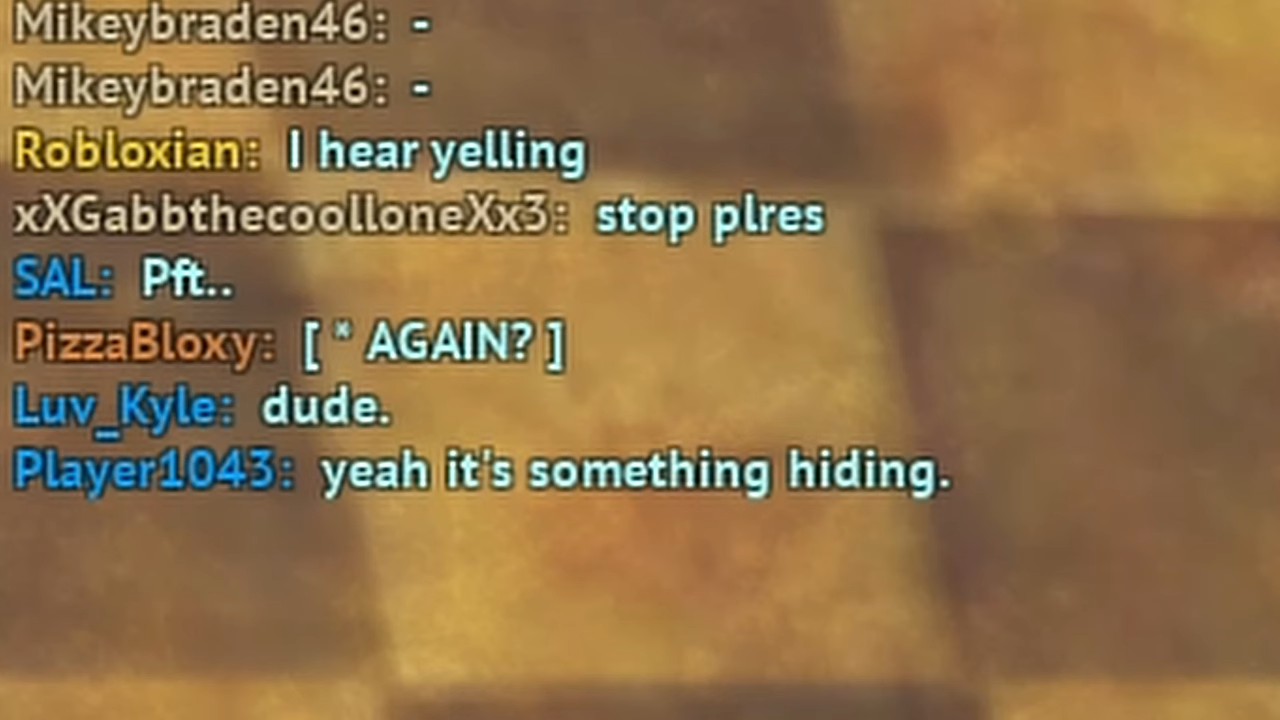 Mikeybraden46: -
Mikeybraden46: -
Robloxian: I hear yelling
xXGabbthecoolloneXx3: stop plres
SAL: Pft..
PizzaBloxy: [ * AGAIN? ]
Luv_Kyle: dude.
Player1043: yeah it's something hiding.